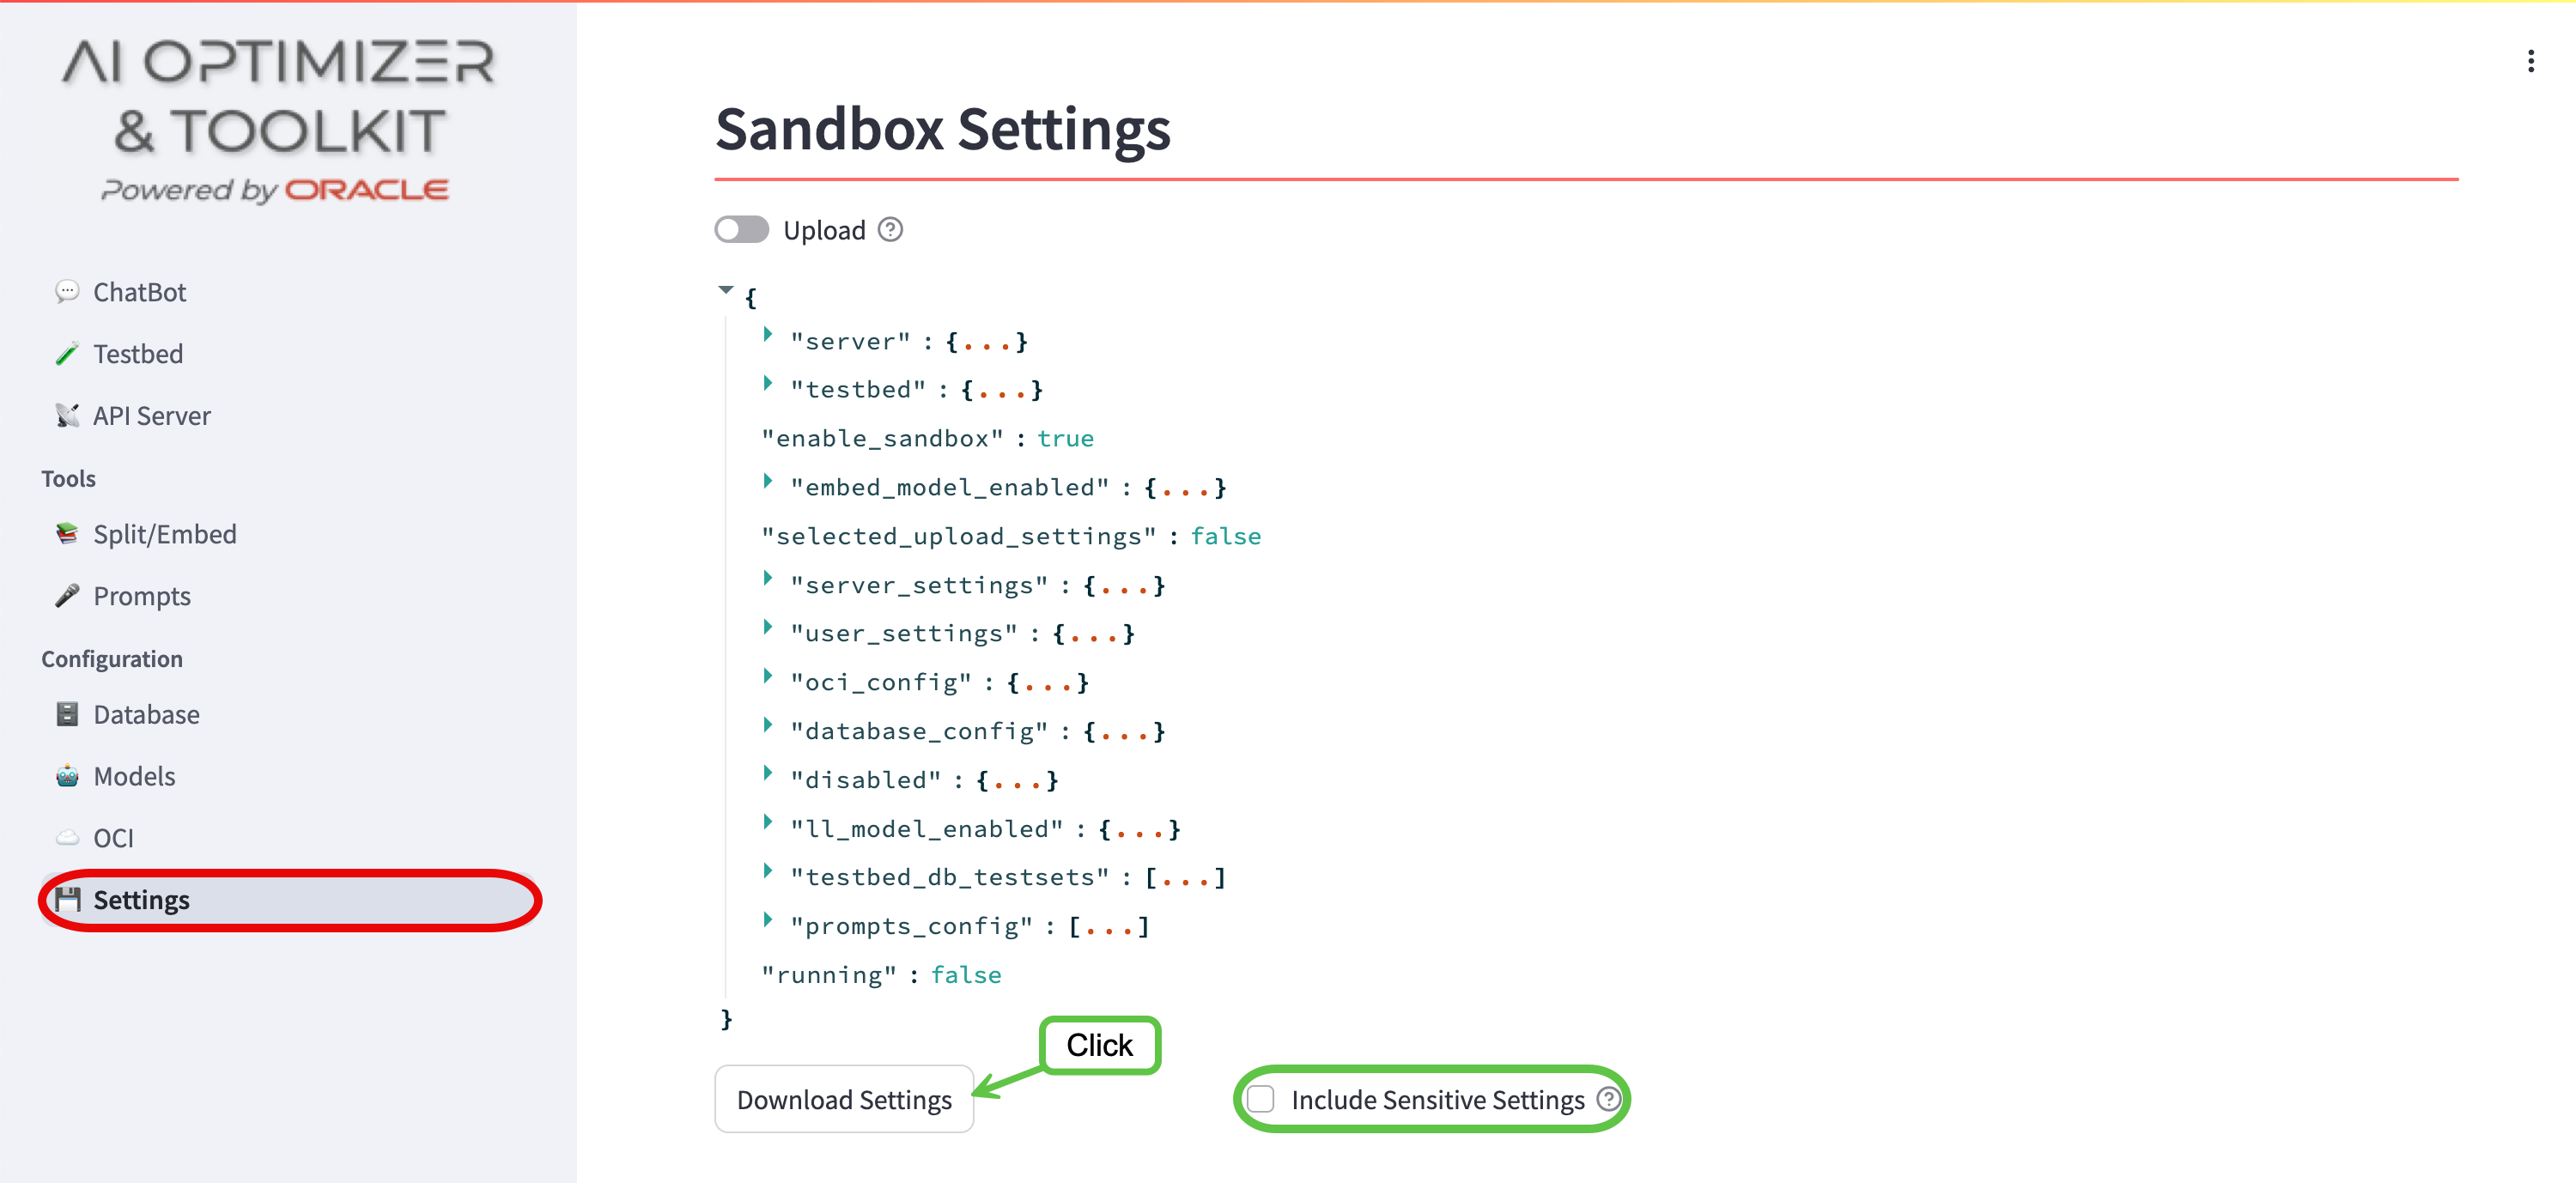 AI OPTIMIZER
& TOOLKIT
Powered by ORACLE
ChatBot
Testbed
API Server
Tools
Split/Embed
Prompts
Configuration
Database
Models
OCI
Settings
Sandbox Settings
Upload
{
"server" : {...}
"testbed" : {...}
"enable_sandbox" : true
"embed_model_enabled" : {...}
"selected_upload_settings" : false
"server_settings" : {...}
"user_settings" : {...}
"oci_config" : {...}
"database_config" : {...}
"disabled" : {...}
"ll_model_enabled" : {...}
"testbed_db_testsets" : [...]
"prompts_config" : [...]
"running" : false
}
Click
Download Settings
Include Sensitive Settings